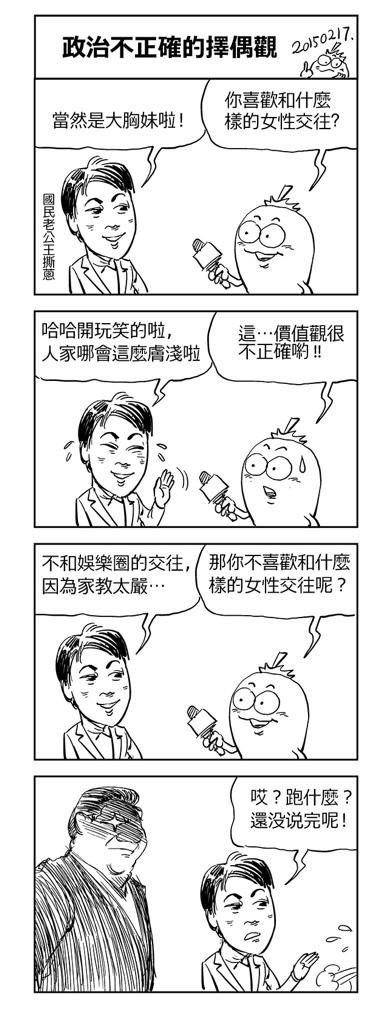 政治不正確的擇偶觀
20150217.
你喜歡和什麼
樣的女性交往?
當然是大胸妹啦!
國民老公王撕蔥
這…價值觀很
不正確喲!!
哈哈開玩笑的啦,
人家哪會這麼膚淺啦
那你不喜歡和什麼
樣的女性交往呢?
不和娛樂圈的交往,
因為家教太嚴…
哎?跑什麼?
還没说完呢!